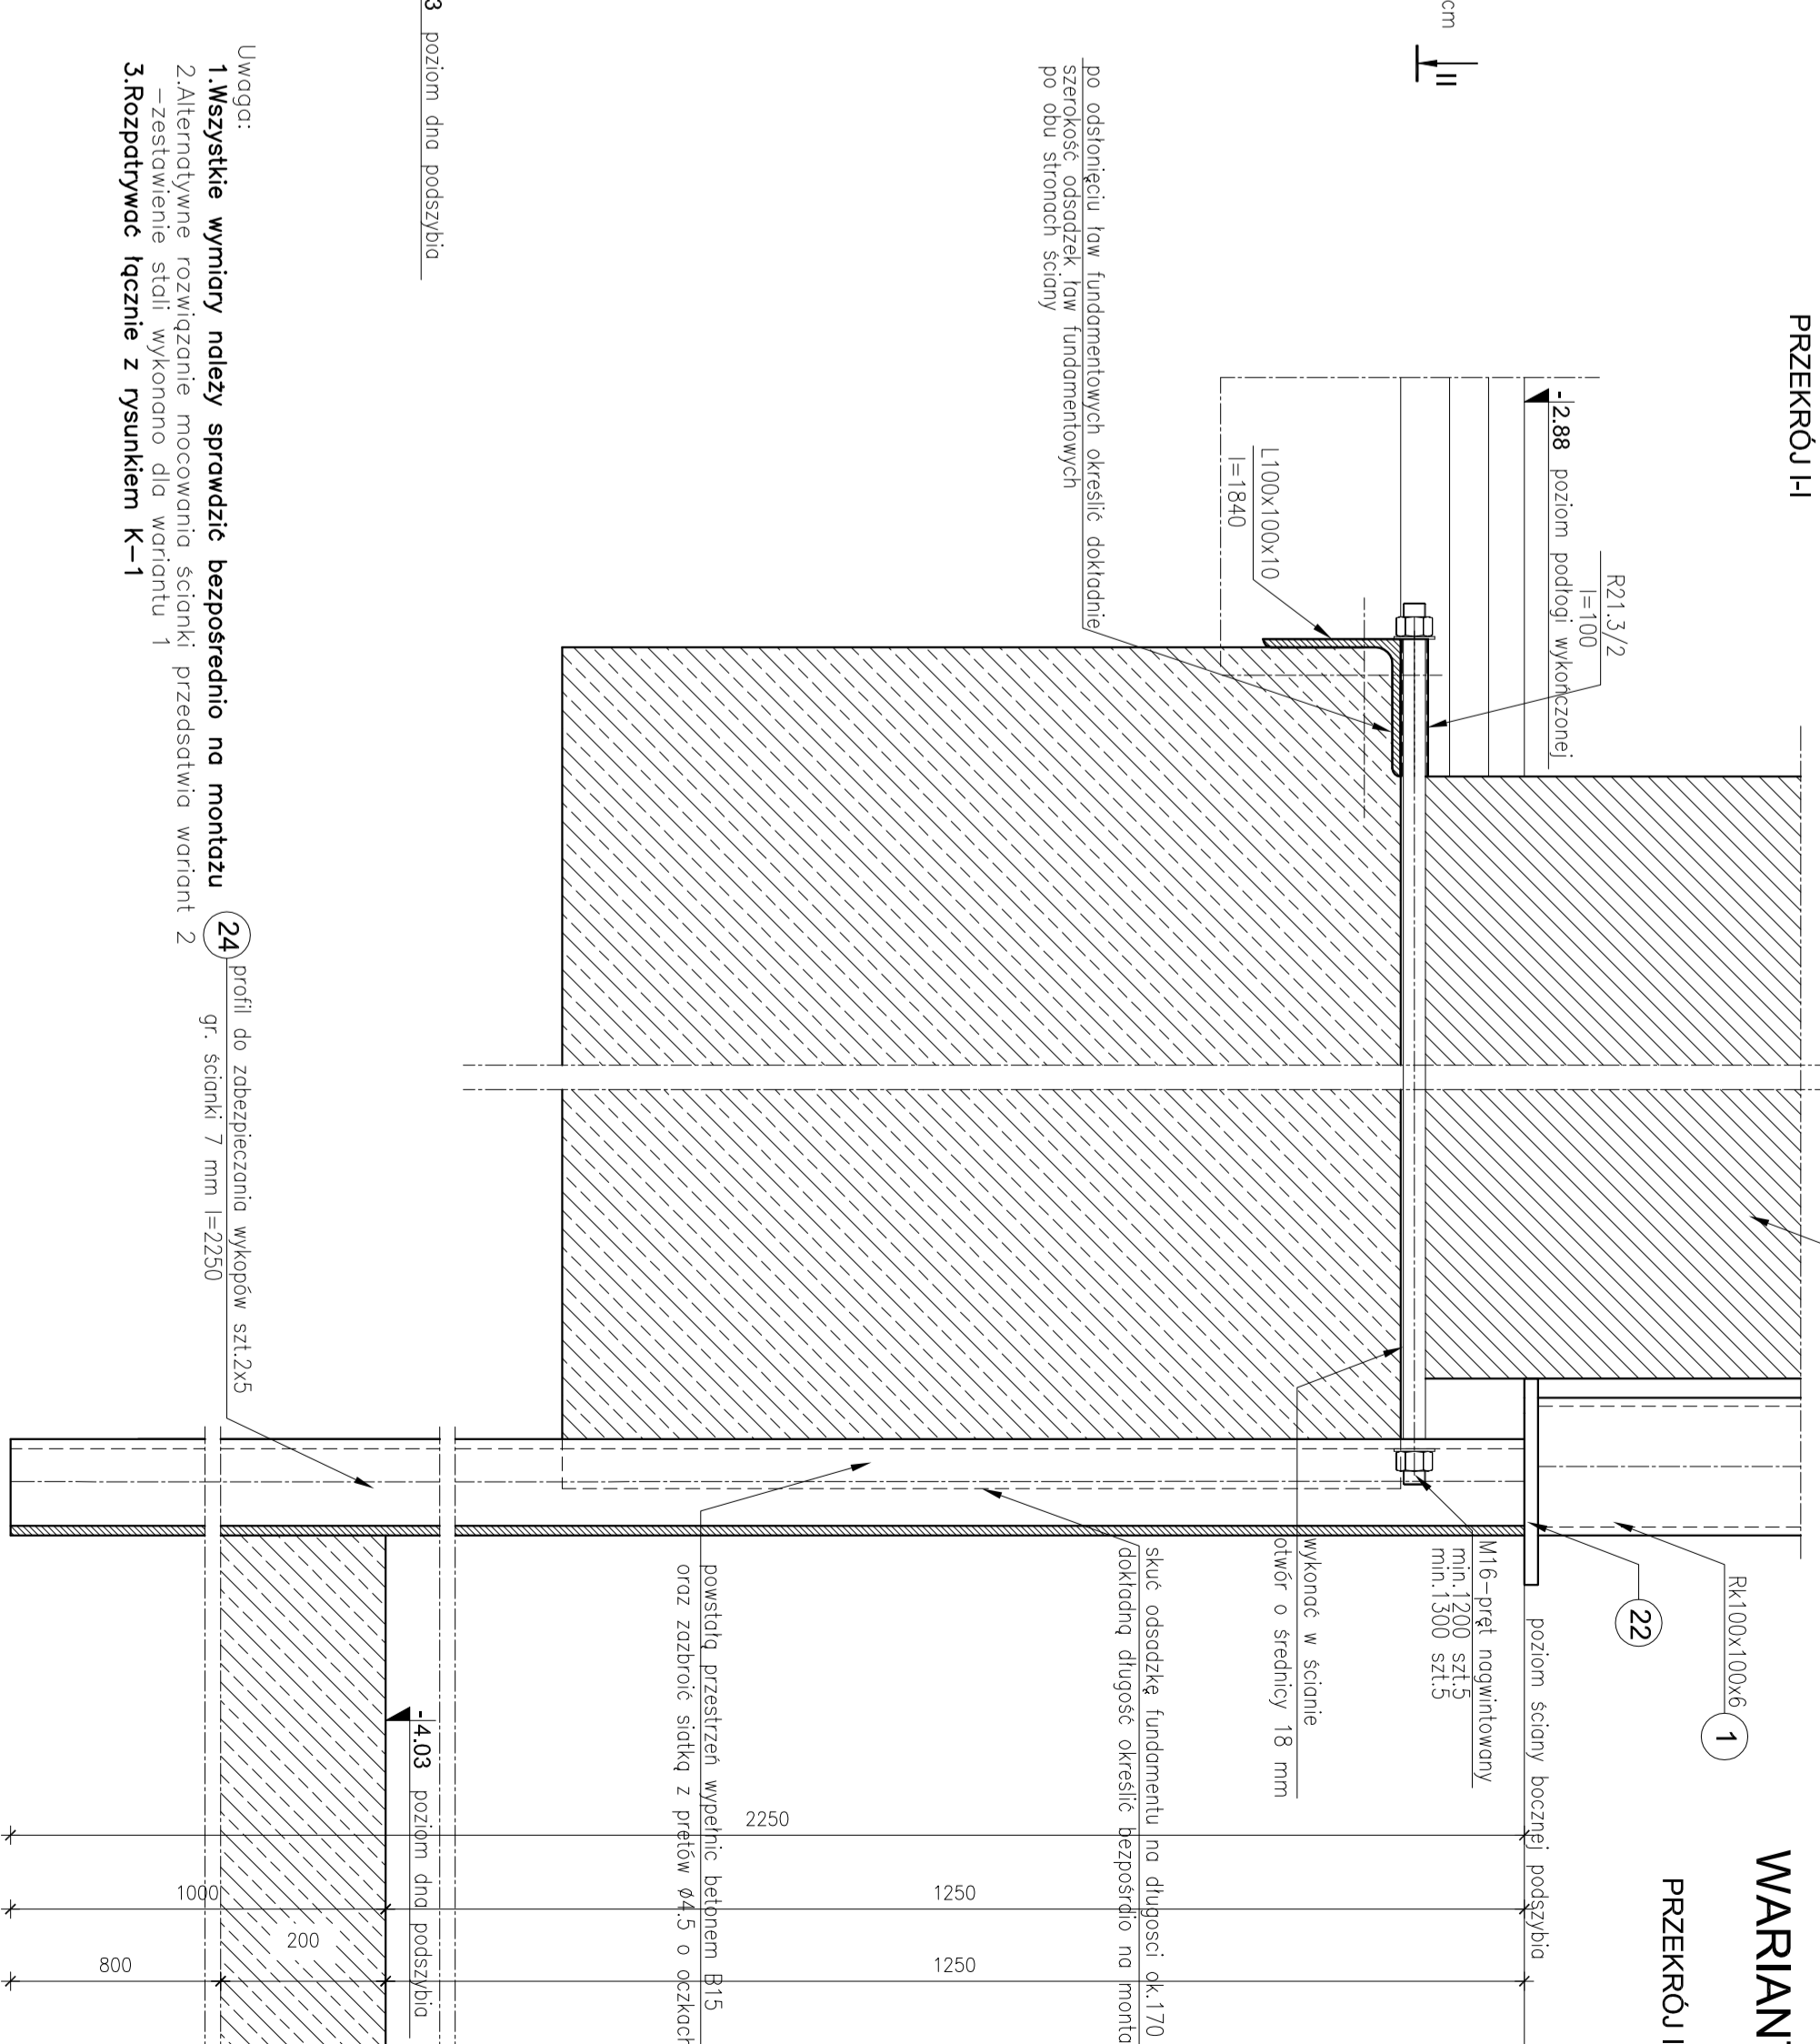 PRZEKRÓJ I-I
WARIANT
PRZEKRÓJ I
cm
II
R21.3/2
l=100
-2.88 poziom podłogi wykończonej
L100x100x10
l=1840
po odsłonięciu ław fundamentowych określić dokładnie
szerokość odsadzek ław fundamentowych
po obu stronach ściany
3 poziom dna podszybia
Rk100x100x6
1
22
poziom ściany bocznej podszybia
M16-pręt nagwintowany
min.1200 szt.5
min.1300 szt.5
wykonać w ścianie
otwór o średnicy 18 mm
skuć odsadzkę fundamentu na długosci ok.170
dokładną długość określić bezpośrdio na monta
powstałą przestrzeń wypełnic betonem B15
oraz zazbroić siatką z pretów ø4.5 o oczkach
-4.03 poziom dna podszybia
2250
1250
1000
1250
200
800
Uwaga:
1.Wszystkie wymiary należy sprawdzić bezpośrednio na montażu
2.Alternatywne rozwiązanie mocowania ścianki przedsatwia wariant 2
-zestawienie stali wykonano dla wariantu 1
3.Rozpatrywać łącznie z rysunkiem K-1
24
profil do zabezpieczania wykopów szt.2x5
gr. ścianki 7 mm l=2250